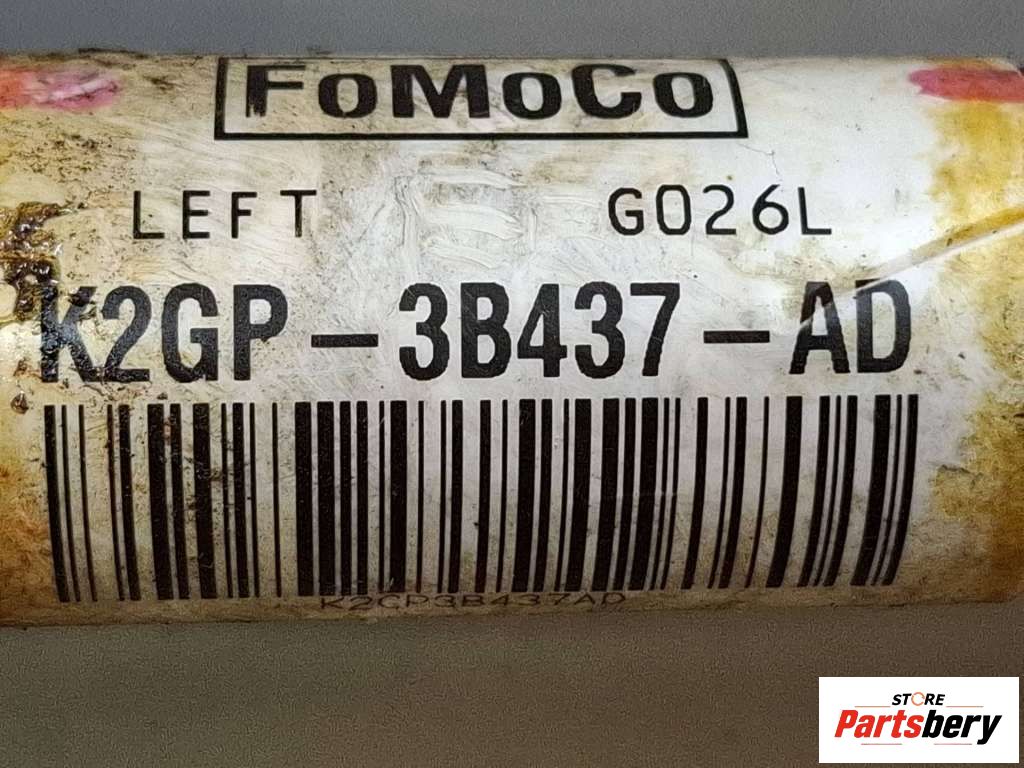 FoMoCo
LEFT G026L
K2GP-3B437-AD
K2GP3B437AD
STORE
Partsbery